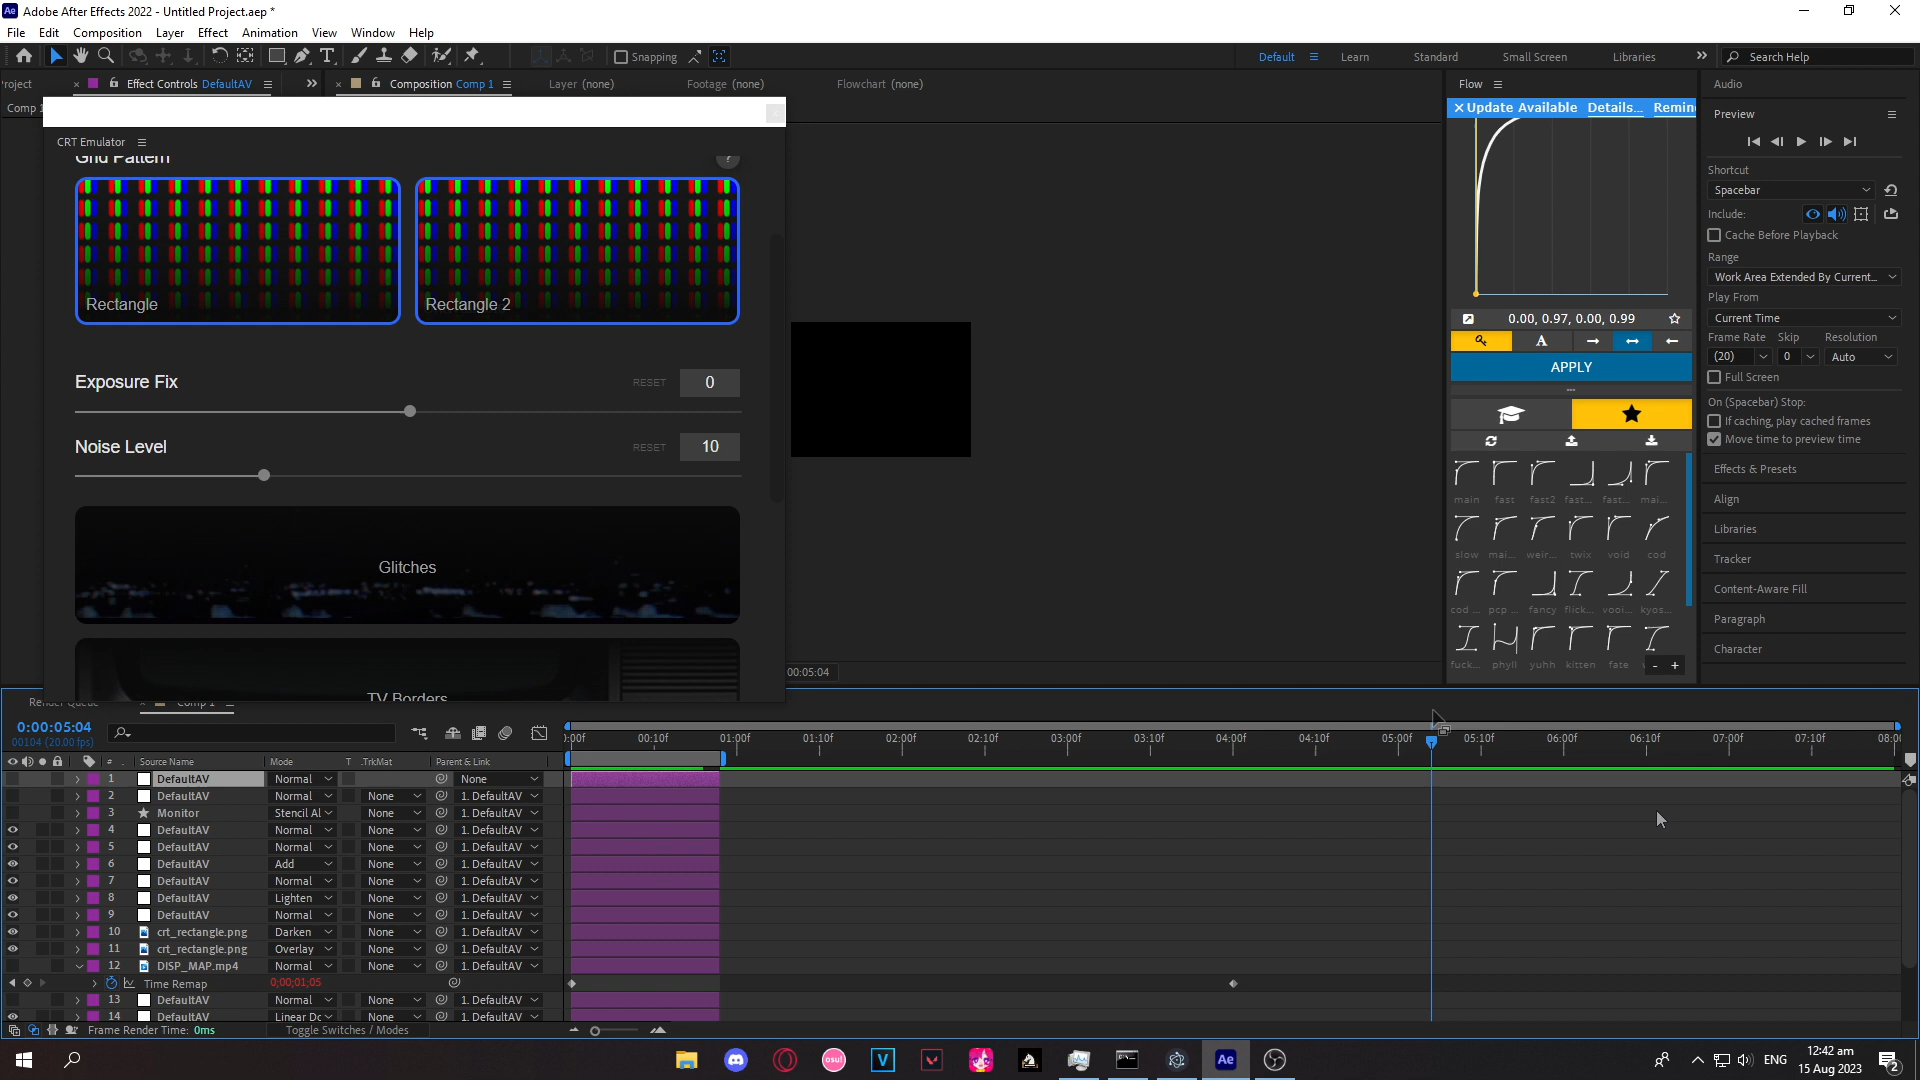 Adobe After Effects 2022 - Untitled Project.aep *
File Edit Composition Layer Effect Animation View Window Help
Snapping
Default Learn Standard Small Screen Libraries Search Help
roject Effect Controls DefaultAV Composition Comp 1 Layer (none) Footage (none) Flowchart (none) Flow Audio
Comp 1
Update Available Details... Remin
CRT Emulator
Grid Pattern
?
Rectangle
Rectangle 2
Exposure Fix RESET 0
Noise Level RESET 10
Glitches
TV Borders
00:05:04
0.00, 0.97, 0.00, 0.99
A
APPLY
main fast fast2 fast... fast... mai...
slow mai... weir... twix void cod
cod ... pcp ... fancy flick... vooi... kyos...
fuck... phyll yuhh kitten fate
- +
Preview
Shortcut
Spacebar
Include:
Cache Before Playback
Range
Work Area Extended By Current...
Play From
Current Time
Frame Rate Skip Resolution
(20) 0 Auto
Full Screen
On (Spacebar) Stop:
If caching, play cached frames
Move time to preview time
Effects & Presets
Align
Libraries
Tracker
Content-Aware Fill
Paragraph
Character
Render Queue Comp 1
0:00:05:04
00104 (20.00 fps)
):00f 00:10f 01:00f 01:10f 02:00f 02:10f 03:00f 03:10f 04:00f 04:10f 05:00f 05:10f 06:00f 06:10f 07:00f 07:10f 08:00
# Source Name Mode T .TrkMat Parent & Link
1 DefaultAV Normal None
2 DefaultAV Normal None 1. DefaultAV
3 Monitor Stencil Al None 1. DefaultAV
4 DefaultAV Normal None 1. DefaultAV
5 DefaultAV Normal None 1. DefaultAV
6 DefaultAV Add None 1. DefaultAV
7 DefaultAV Normal None 1. DefaultAV
8 DefaultAV Lighten None 1. DefaultAV
9 DefaultAV Normal None 1. DefaultAV
10 crt_rectangle.png Darken None 1. DefaultAV
11 crt_rectangle.png Overlay None 1. DefaultAV
12 DISP_MAP.mp4 Normal None 1. DefaultAV
Time Remap 0;00;01;05
13 DefaultAV Normal None 1. DefaultAV
14 DefaultAV Linear Dc None 1. DefaultAV
Frame Render Time: 0ms Toggle Switches / Modes
osu!
V
Ae
ENG
12:42 am
15 Aug 2023
2